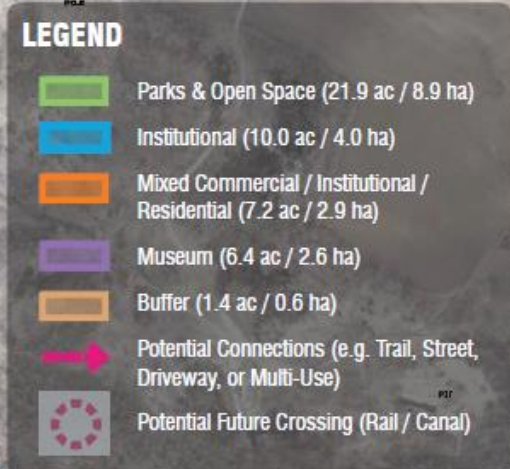 LEGEND
Parks & Open Space (21.9 ac / 8.9 ha)
Institutional (10.0 ac / 4.0 ha)
Mixed Commercial / Institutional /
Residential (7.2 ac / 2.9 ha)
Museum (6.4 ac / 2.6 ha)
Buffer (1.4 ac / 0.6 ha)
Potential Connections (e.g. Trail, Street,
Driveway, or Multi-Use)
Potential Future Crossing (Rail / Canal)